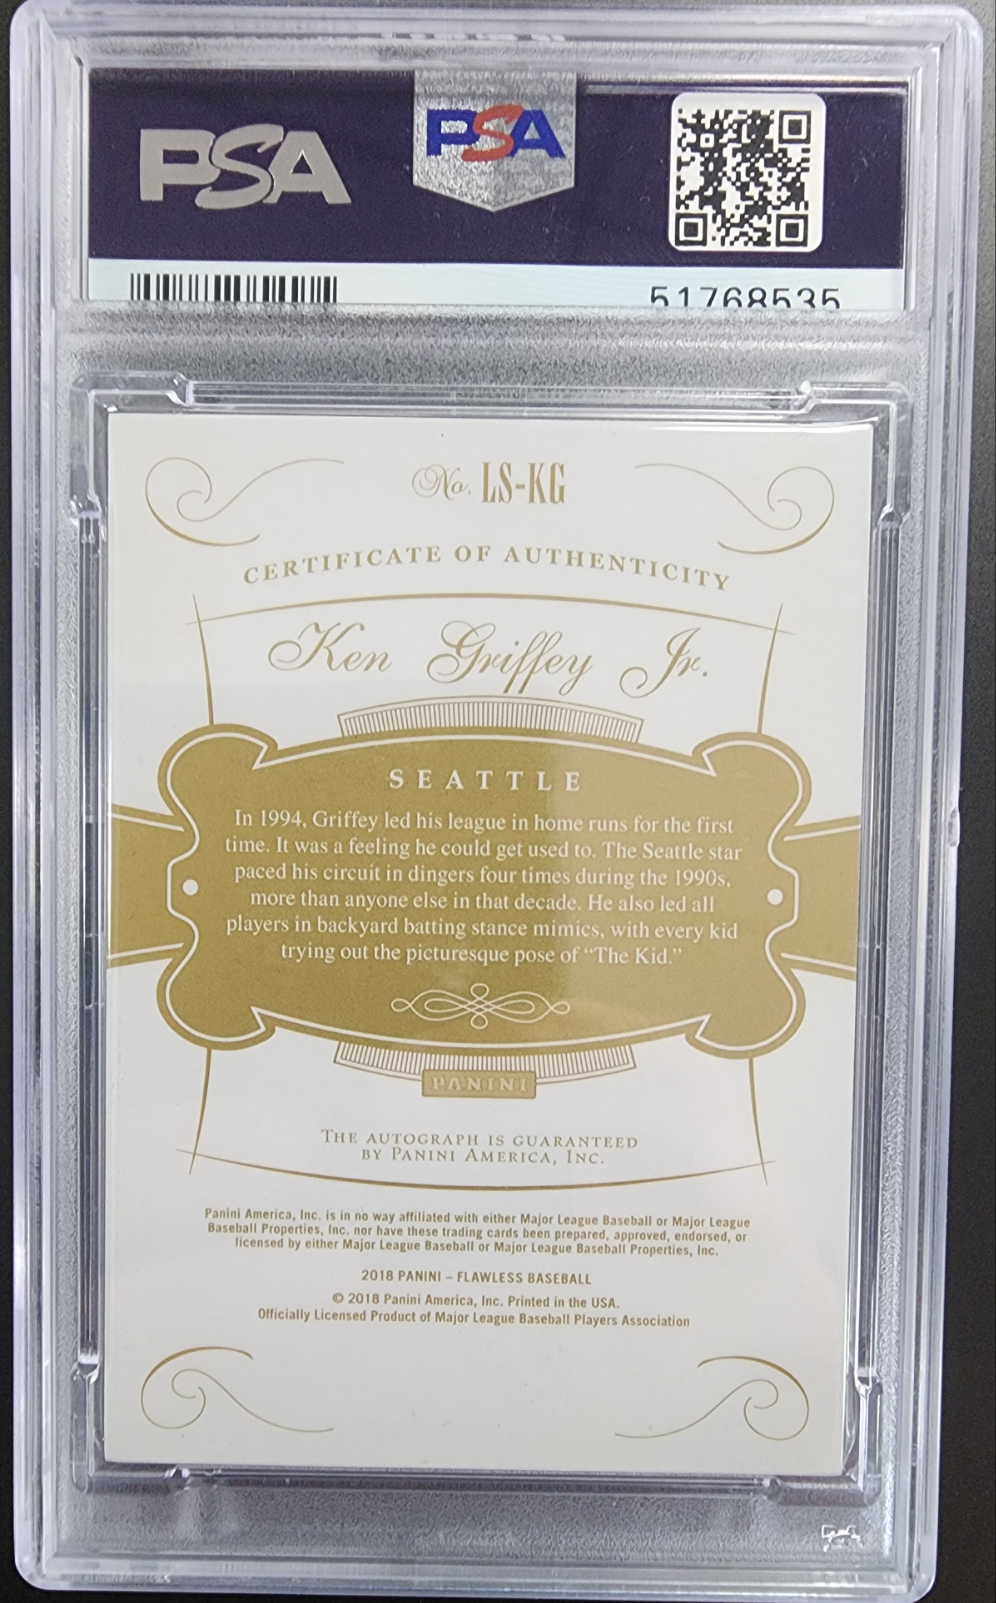 PSA
PSA
51768535
No. LS-KG
CERTIFICATE OF AUTHENTICITY
Ken Griffey Jr.
SEATTLE
In 1994, Griffey led his league in home runs for the first
time. It was a feeling he could get used to. The Seattle star
paced his circuit in dingers four times during the 1990s,
more than anyone else in that decade. He also led all
players in backyard batting stance mimics, with every kid
trying out the picturesque pose of “The Kid.”
PANINI
THE AUTOGRAPH IS GUARANTEED
BY PANINI AMERICA, INC.
Panini America, Inc. is in no way affiliated with either Major League Baseball or Major League
Baseball Properties, Inc. nor have these trading cards been prepared, approved, endorsed, or
licensed by either Major League Baseball or Major League Baseball Properties, Inc.
2018 PANINI – FLAWLESS BASEBALL
© 2018 Panini America, Inc. Printed in the USA.
Officially Licensed Product of Major League Baseball Players Association